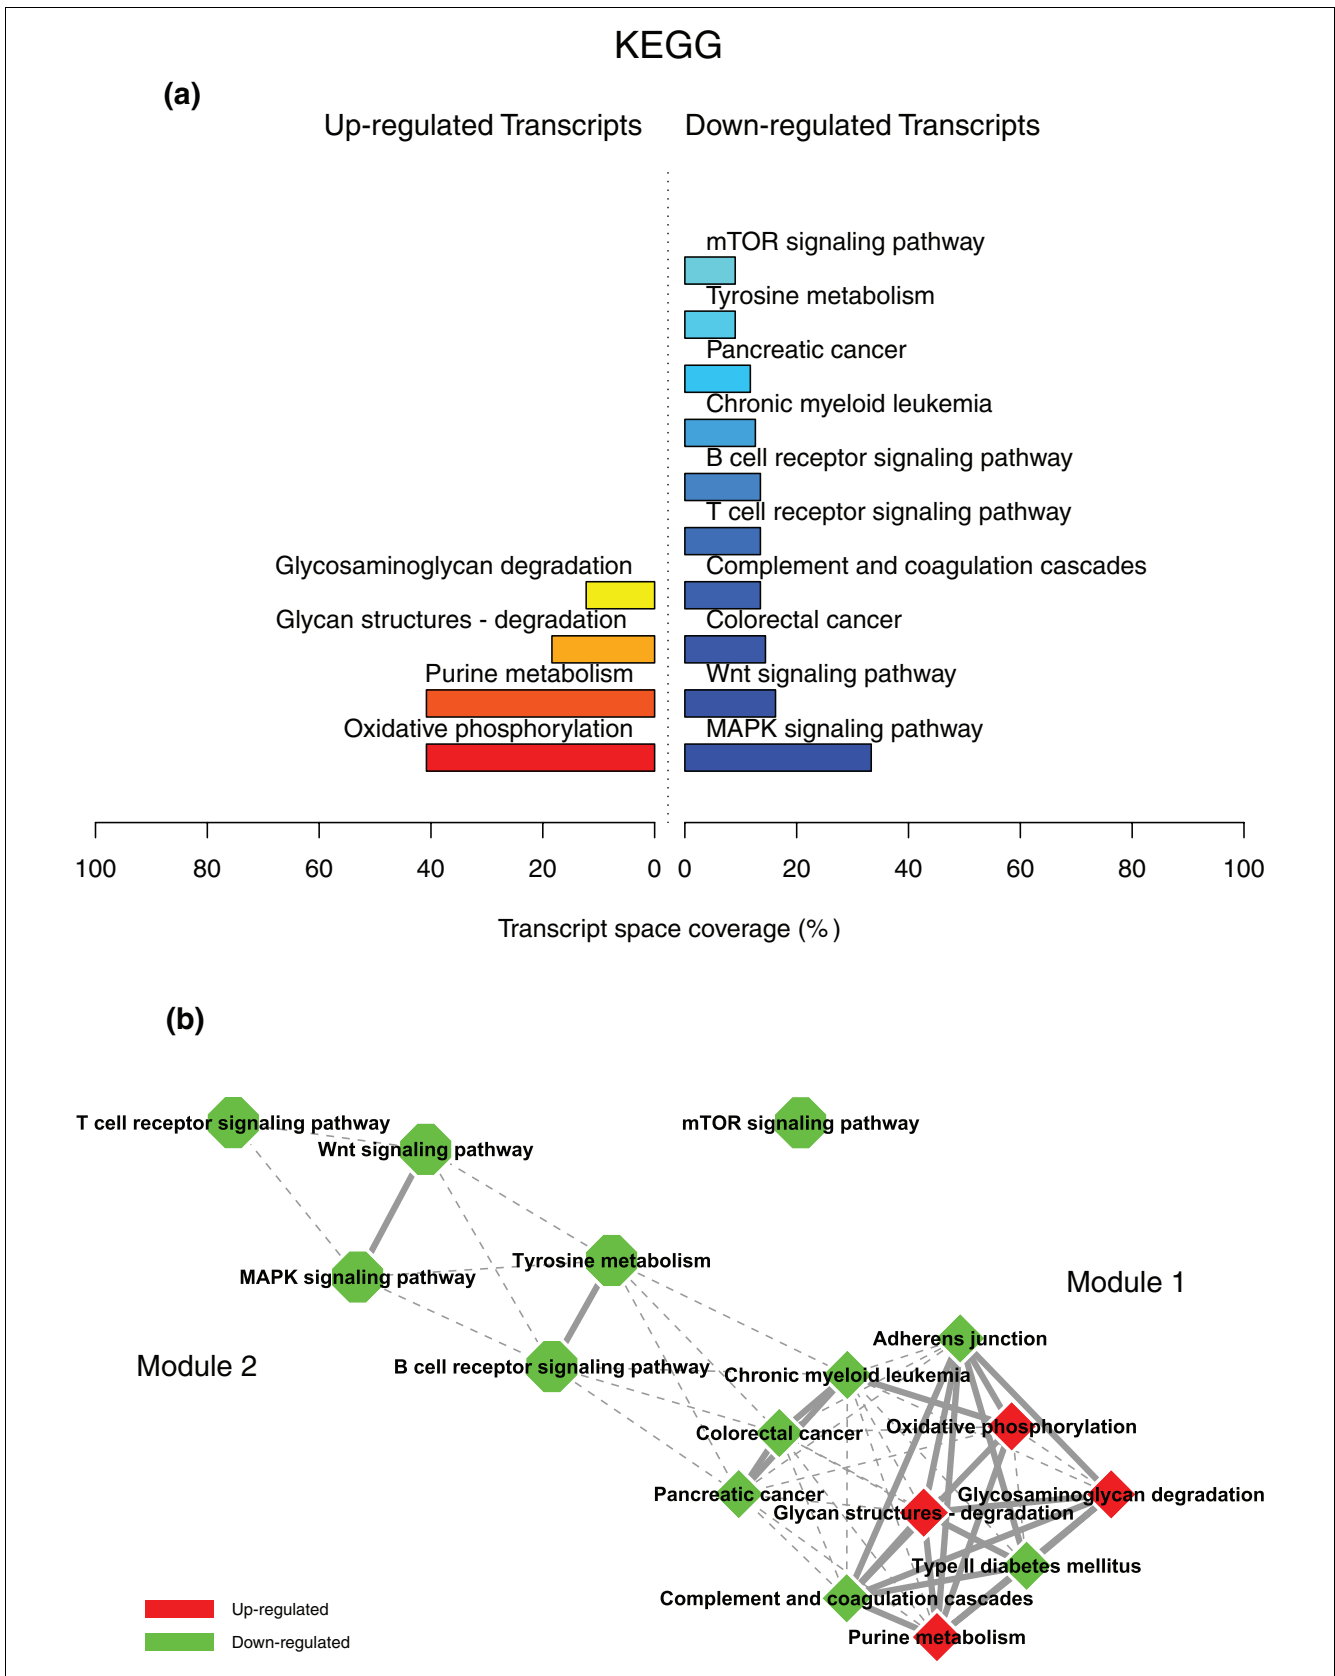 KEGG
(a)
Up-regulated Transcripts
Down-regulated Transcripts
mTOR signaling pathway
Tyrosine metabolism
Pancreatic cancer
Chronic myeloid leukemia
B cell receptor signaling pathway
T cell receptor signaling pathway
Glycosaminoglycan degradation
Complement and coagulation cascades
Glycan structures - degradation
Colorectal cancer
Purine metabolism
Wnt signaling pathway
Oxidative phosphorylation
MAPK signaling pathway
100 80 60 40 20 0 0 20 40 60 80 100
Transcript space coverage (% )
(b)
T cell receptor signaling pathway
mTOR signaling pathway
Wnt signaling pathway
Tyrosine metabolism
MAPK signaling pathway
Module 1
Adherens junction
Module 2
B cell receptor signaling pathway
Chronic myeloid leukemia
Oxidative phosphorylation
Colorectal cancer
Pancreatic cancer
Glycosaminoglycan degradation
Glycan structures - degradation
Type II diabetes mellitus
Complement and coagulation cascades
Up-regulated
Purine metabolism
Down-regulated